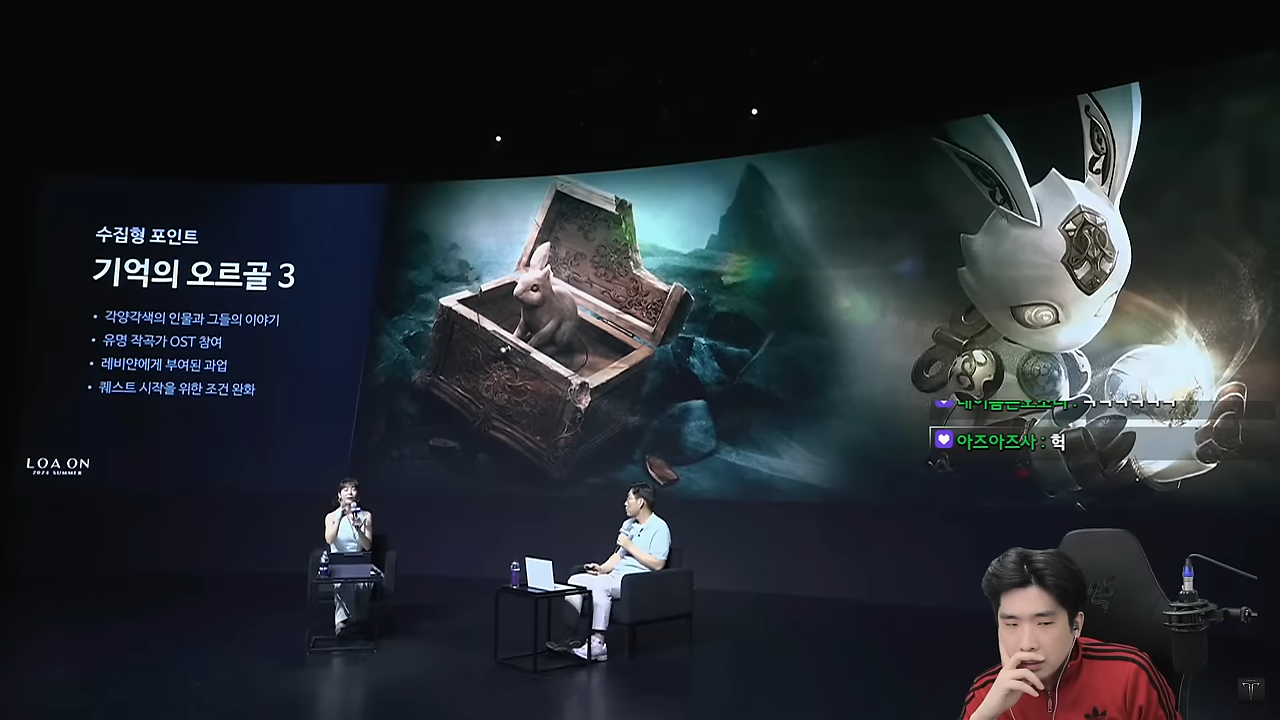 수집형 포인트
기억의 오르골 3
• 각양각색의 인물과 그들의 이야기
• 유명 작곡가 OST 참여
• 레비얀에게 부여된 과업
• 퀘스트 시작을 위한 조건 완화
LOA ON
2024 SUMMER
아즈아즈사 : 헉